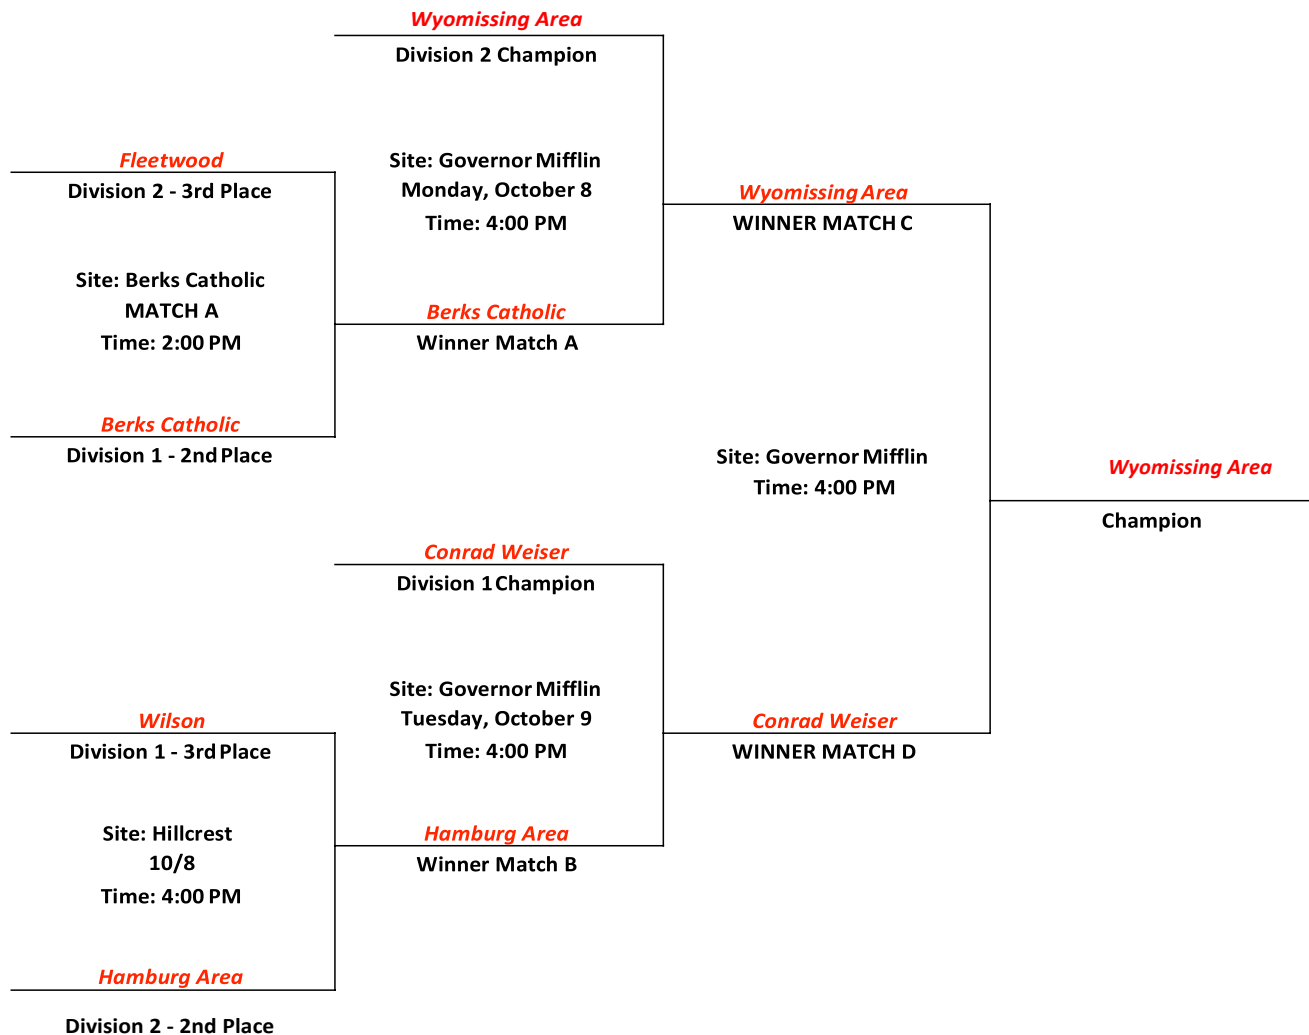 Wyomissing Area
Division 2 Champion
Fleetwood
Division 2 - 3rd Place
Site: Governor Mifflin
Monday, October 8
Time: 4:00 PM
Wyomissing Area
WINNER MATCH C
Site: Berks Catholic
MATCH A
Time: 2:00 PM
Berks Catholic
Winner Match A
Berks Catholic
Division 1 - 2nd Place
Site: Governor Mifflin
Time: 4:00 PM
Wyomissing Area
Champion
Conrad Weiser
Division 1 Champion
Site: Governor Mifflin
Tuesday, October 9
Time: 4:00 PM
Wilson
Division 1 - 3rd Place
Conrad Weiser
WINNER MATCH D
Site: Hillcrest
10/8
Time: 4:00 PM
Hamburg Area
Winner Match B
Hamburg Area
Division 2 - 2nd Place